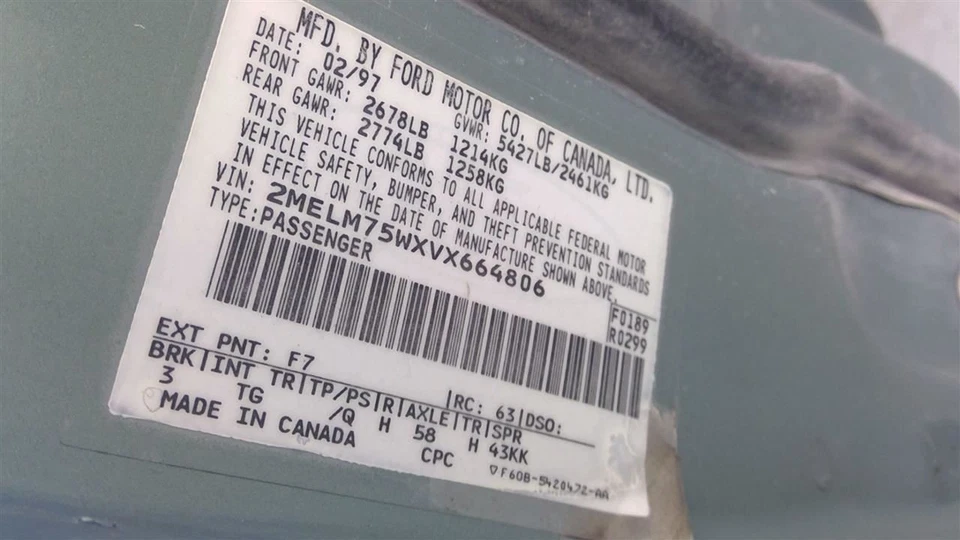 MFD. BY FORD MOTOR CO. OF CANADA, LTD.
DATE: 02/97 GVWR: 5427LB/2461KG
FRONT GAWR: 2678LB 1214KG
REAR GAWR: 2774LB 1258KG
THIS VEHICLE CONFORMS TO ALL APPLICABLE FEDERAL MOTOR
VEHICLE SAFETY, BUMPER, AND THEFT PREVENTION STANDARDS
IN EFFECT ON THE DATE OF MANUFACTURE SHOWN ABOVE.
VIN: 2MELM75WXVX664806 F0189
TYPE: PASSENGER R0299
EXT PNT: F7 RC: 63 DSO:
BRK INT TR TP/PS R AXLE TR SPR
3 TG /Q H 58 H 43KK
MADE IN CANADA CPC
F60B-5420472-AA